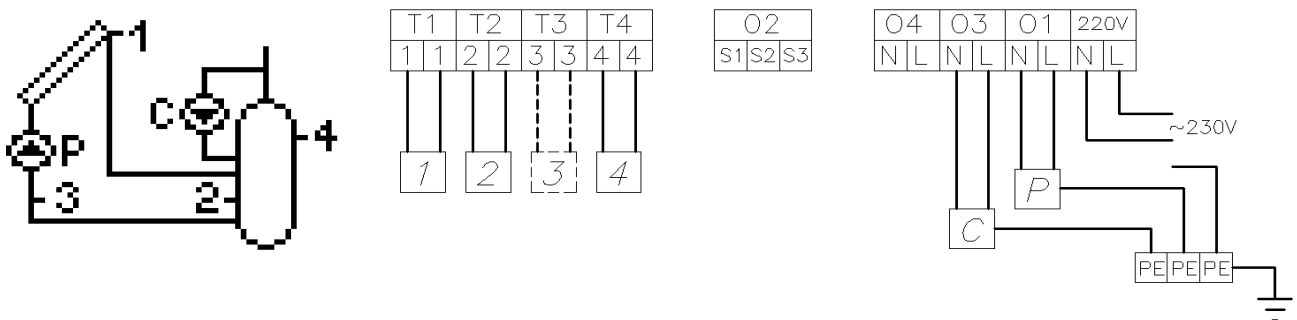 1
C
4
P
3
2
T1 T2 T3 T4
1 1 2 2 3 3 4 4
1 2 3 4
O2
S1 S2 S3
O4 O3 O1 220V
N L N L N L N L
~230V
P
C
PE PE PE